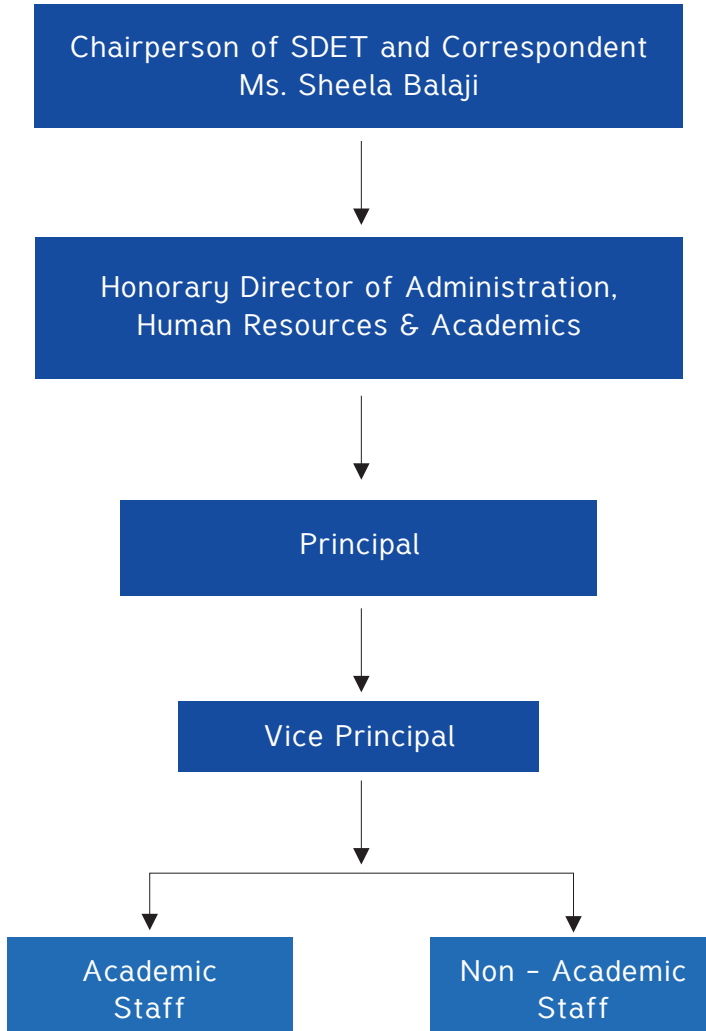 Chairperson of SDET and Correspondent
Ms. Sheela Balaji
Honorary Director of Administration,
Human Resources & Academics
Principal
Vice Principal
Academic
Staff
Non - Academic
Staff